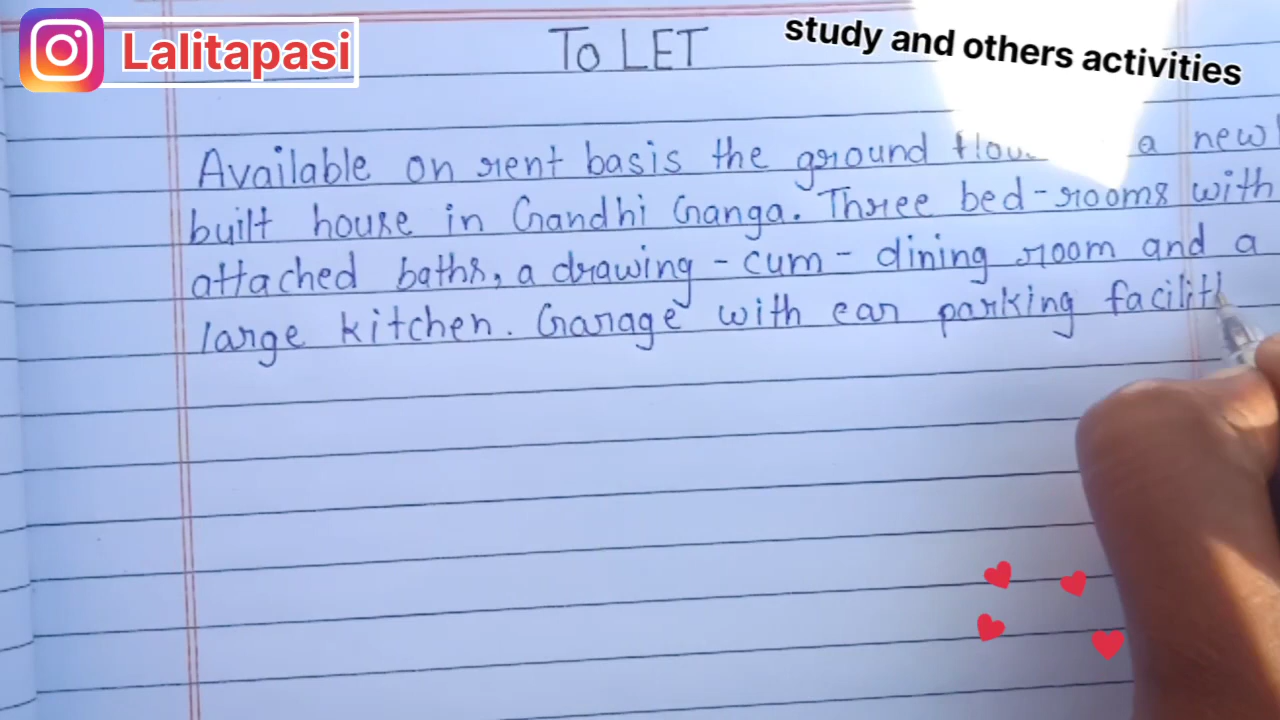 Lalitapasi
study and others activities
To LET
Available on rent basis the ground a
built house in Gandhi Ganga. Three bed-rooms with
attached baths, a drawing-cum-dining room and a
large kitchen. Garage with car parking